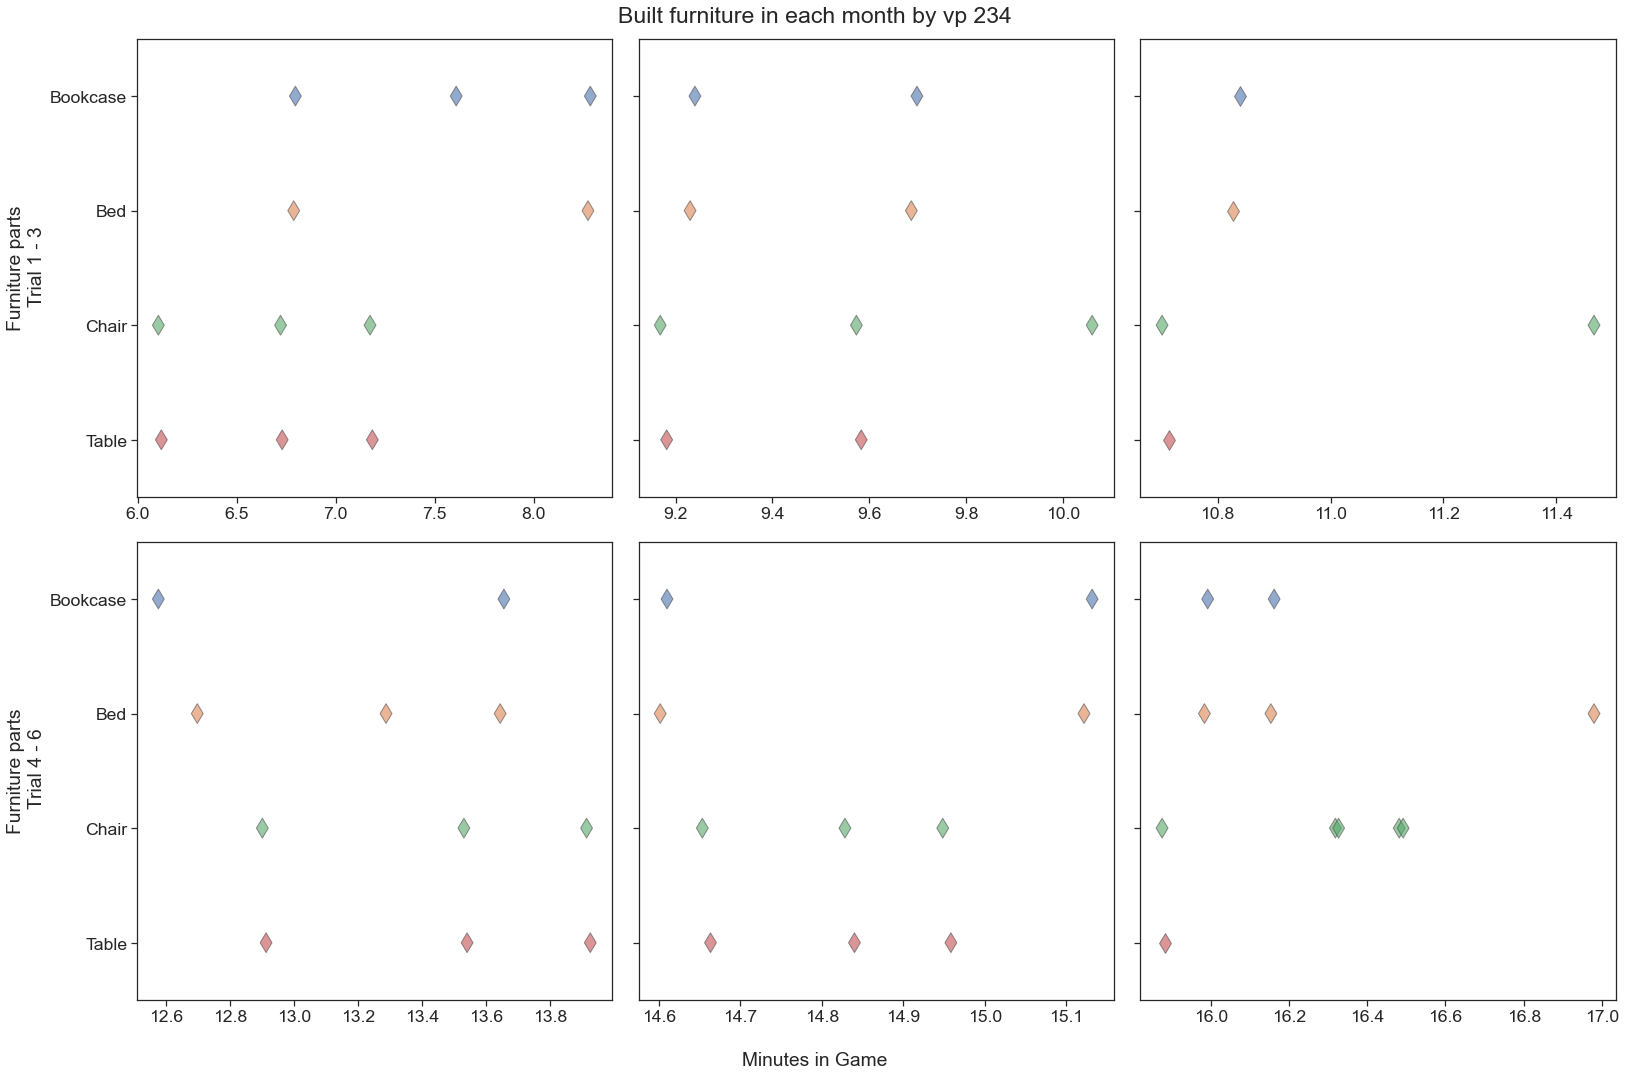 Built furniture in each month by vp 234
Furniture parts
Trial 1 - 3
Bookcase
Bed
Chair
Table
6.0 6.5 7.0 7.5 8.0
9.2 9.4 9.6 9.8 10.0
10.8 11.0 11.2 11.4
Furniture parts
Trial 4 - 6
Bookcase
Bed
Chair
Table
12.6 12.8 13.0 13.2 13.4 13.6 13.8
14.6 14.7 14.8 14.9 15.0 15.1
16.0 16.2 16.4 16.6 16.8 17.0
Minutes in Game